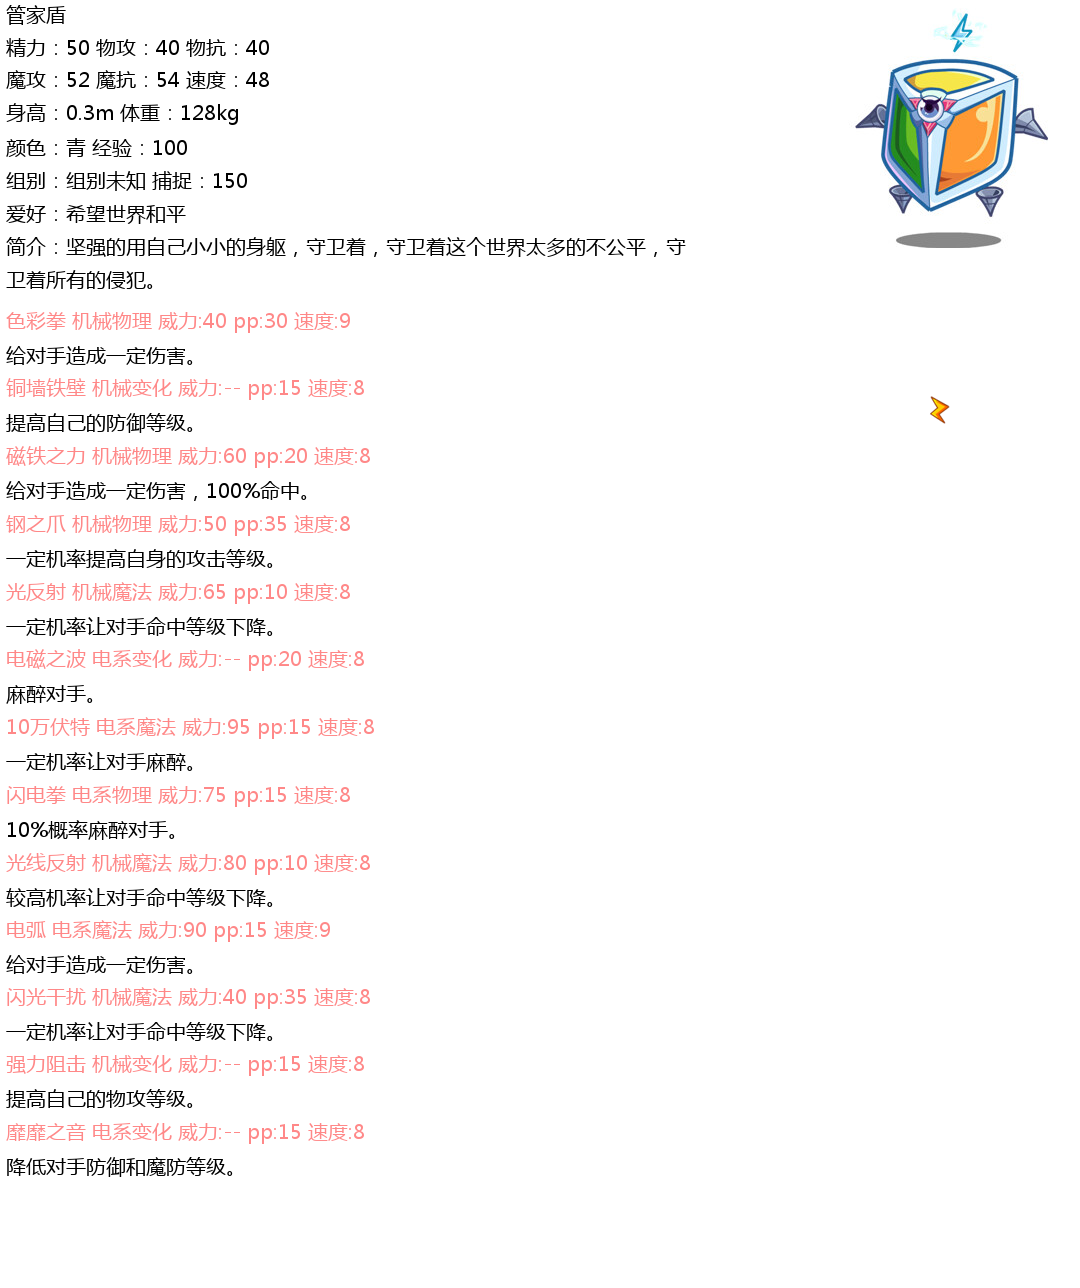 管家盾
精力：50 物攻：40 物抗：40
魔攻：52 魔抗：54 速度：48
身高：0.3m 体重：128kg
颜色：青 经验：100
组别：组别未知 捕捉：150
爱好：希望世界和平
简介：坚强的用自己小小的身躯，守卫着，守卫着这个世界太多的不公平，守
卫着所有的侵犯。
色彩拳 机械物理 威力:40 pp:30 速度:9
给对手造成一定伤害。
铜墙铁壁 机械变化 威力:-- pp:15 速度:8
提高自己的防御等级。
磁铁之力 机械物理 威力:60 pp:20 速度:8
给对手造成一定伤害，100%命中。
钢之爪 机械物理 威力:50 pp:35 速度:8
一定机率提高自身的攻击等级。
光反射 机械魔法 威力:65 pp:10 速度:8
一定机率让对手命中等级下降。
电磁之波 电系变化 威力:-- pp:20 速度:8
麻醉对手。
10万伏特 电系魔法 威力:95 pp:15 速度:8
一定机率让对手麻醉。
闪电拳 电系物理 威力:75 pp:15 速度:8
10%概率麻醉对手。
光线反射 机械魔法 威力:80 pp:10 速度:8
较高机率让对手命中等级下降。
电弧 电系魔法 威力:90 pp:15 速度:9
给对手造成一定伤害。
闪光干扰 机械魔法 威力:40 pp:35 速度:8
一定机率让对手命中等级下降。
强力阻击 机械变化 威力:-- pp:15 速度:8
提高自己的物攻等级。
靡靡之音 电系变化 威力:-- pp:15 速度:8
降低对手防御和魔防等级。